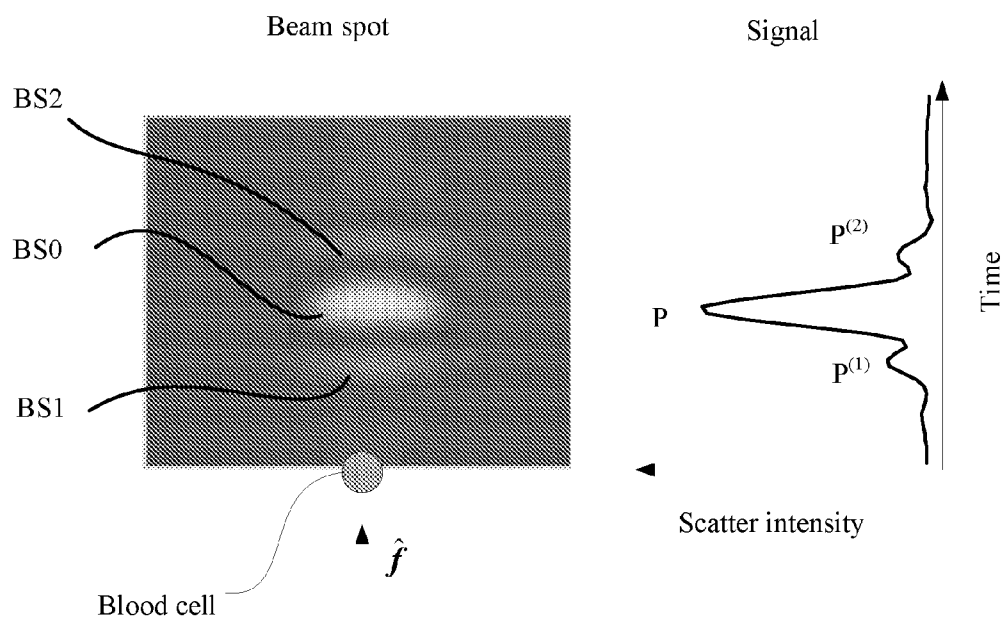 Beam spot
Signal
BS2
BS0
BS1
P⁽²⁾
P
P⁽¹⁾
Time
Scatter intensity
f̂
Blood cell